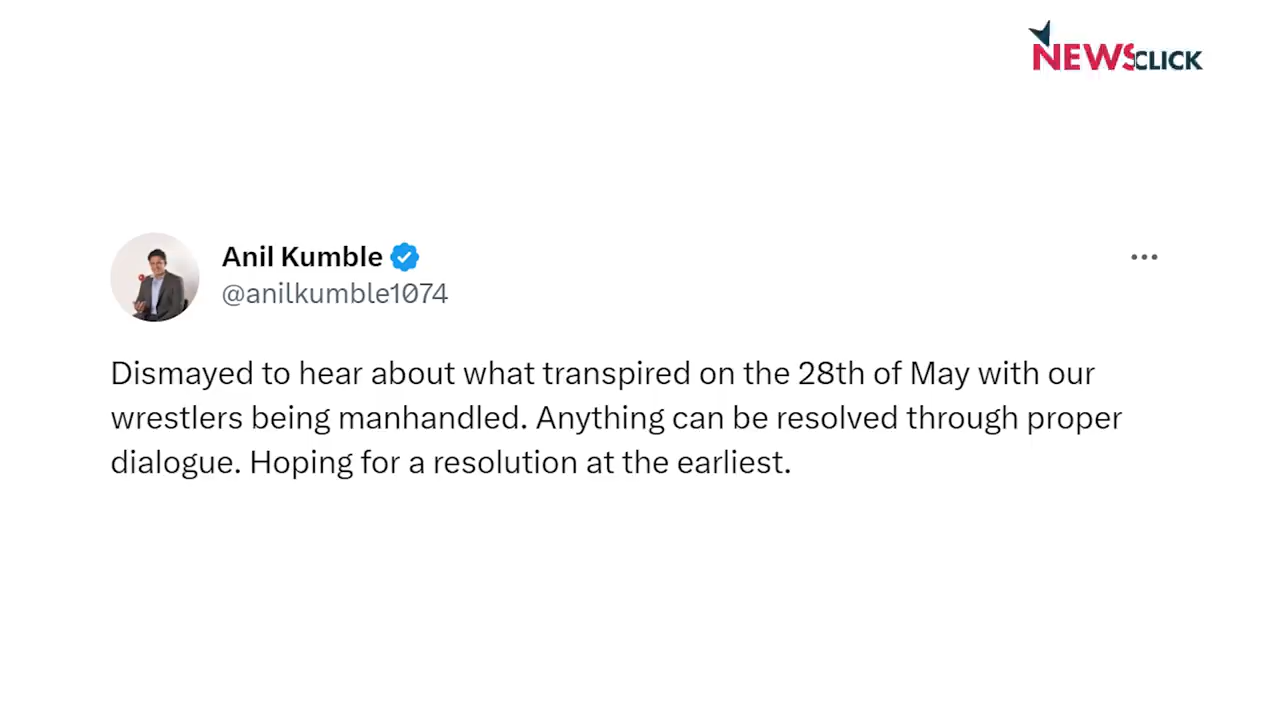 NEWSCLICK
Anil Kumble
@anilkumble1074
Dismayed to hear about what transpired on the 28th of May with our
wrestlers being manhandled. Anything can be resolved through proper
dialogue. Hoping for a resolution at the earliest.